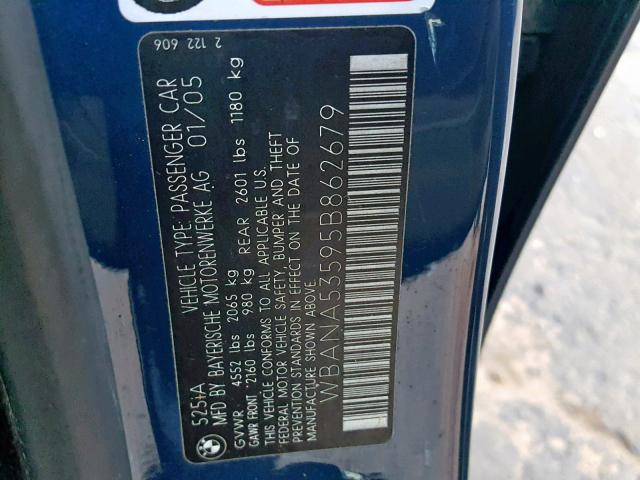 2 122 606
525iA VEHICLE TYPE: PASSENGER CAR
MFD BY BAYERISCHE MOTORENWERKE AG 01/05
GVWR 4552 lbs 2065 kg
GAWR FRONT 2160 lbs 980 kg REAR 2601 lbs 1180 kg
THIS VEHICLE CONFORMS TO ALL APPLICABLE U.S.
FEDERAL MOTOR VEHICLE SAFETY, BUMPER AND THEFT
PREVENTION STANDARDS IN EFFECT ON THE DATE OF
MANUFACTURE SHOWN ABOVE
WBANA53595B862679